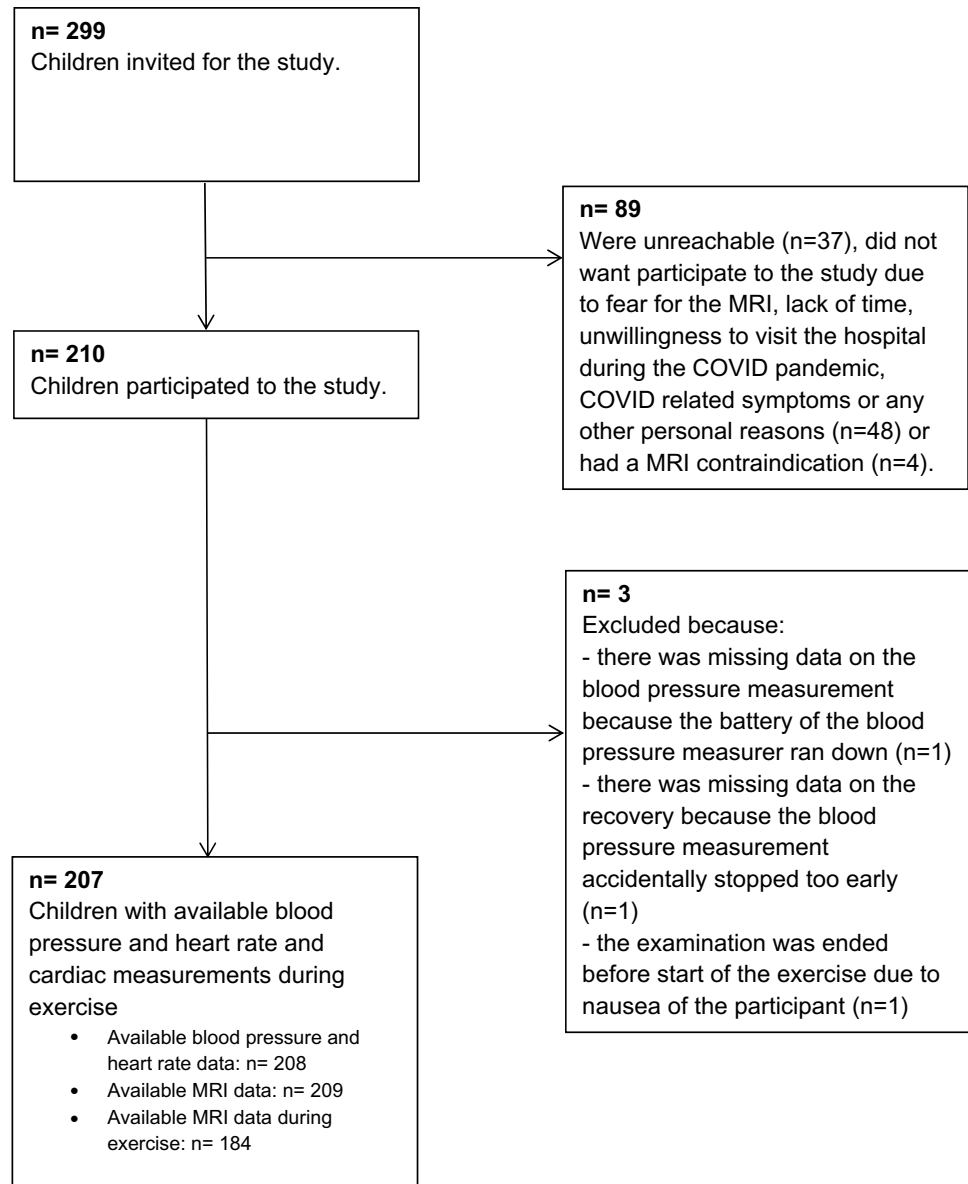 n= 299
Children invited for the study.
n= 89
Were unreachable (n=37), did not
want participate to the study due
to fear for the MRI, lack of time,
unwillingness to visit the hospital
during the COVID pandemic,
COVID related symptoms or any
other personal reasons (n=48) or
had a MRI contraindication (n=4).
n= 210
Children participated to the study.
n= 3
Excluded because:
- there was missing data on the
blood pressure measurement
because the battery of the blood
pressure measurer ran down (n=1)
- there was missing data on the
recovery because the blood
pressure measurement
accidentally stopped too early
(n=1)
- the examination was ended
before start of the exercise due to
nausea of the participant (n=1)
n= 207
Children with available blood
pressure and heart rate and
cardiac measurements during
exercise
• Available blood pressure and
heart rate data: n= 208
• Available MRI data: n= 209
• Available MRI data during
exercise: n= 184